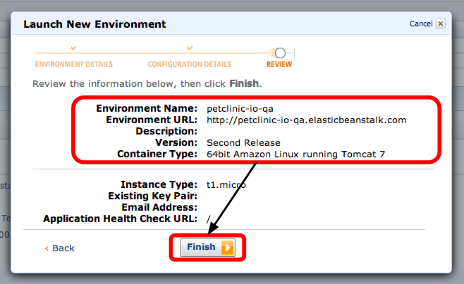 Launch New Environment
Cancel
ENVIRONMENT DETAILS
CONFIGURATION DETAILS
REVIEW
Review the information below, then click Finish.
Environment Name: petclinic-io-qa
Environment URL: http://petclinic-io-qa.elasticbeanstalk.com
Description:
Version: Second Release
Container Type: 64bit Amazon Linux running Tomcat 7
Instance Type: t1.micro
Existing Key Pair:
Email Address:
Application Health Check URL: /
‹ Back
Finish